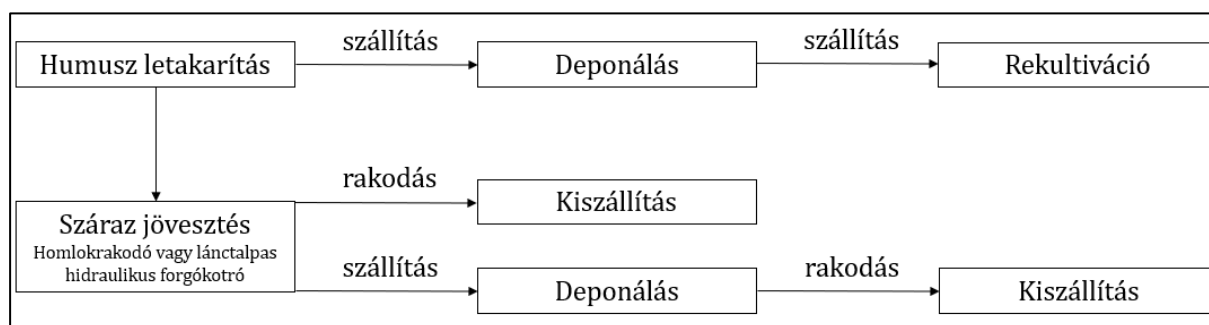 szállítás
szállítás
Humusz letakarítás
Deponálás
Rekultiváció
rakodás
Száraz jövesztés
Homlokrakodó vagy lánctalpas
hidraulikus forgókotró
Kiszállítás
szállítás
rakodás
Deponálás
Kiszállítás